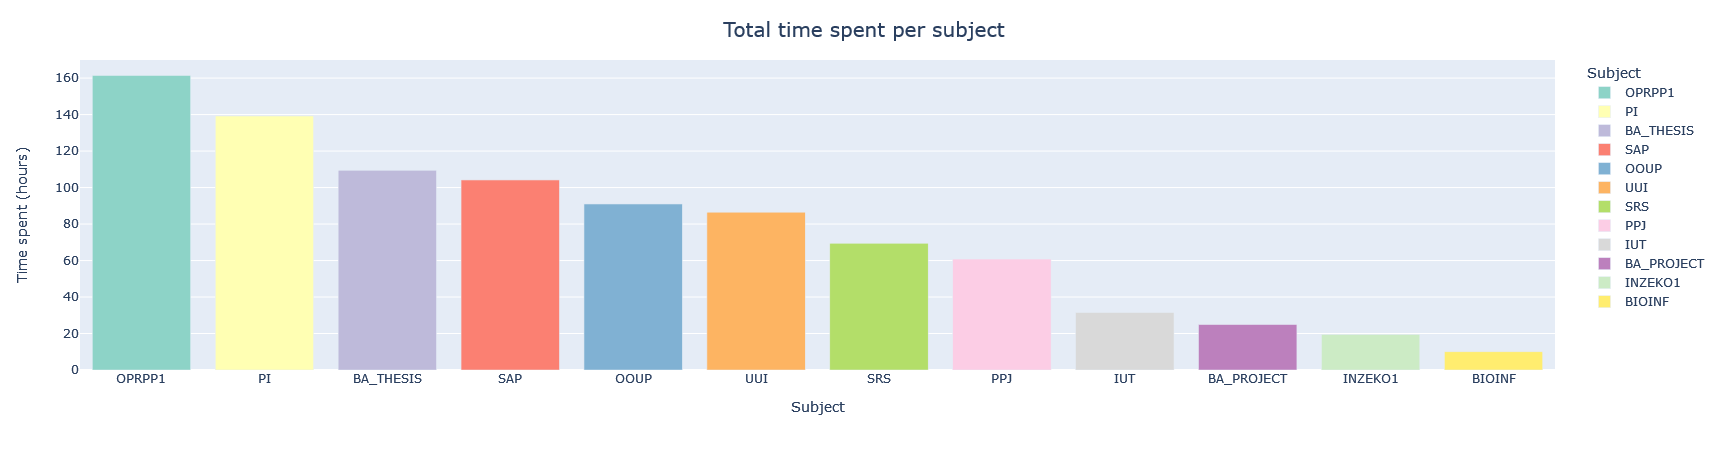 Total time spent per subject
Time spent (hours)
160
140
120
100
80
60
40
20
0
OPRPP1 PI BA_THESIS SAP OOUP UUI SRS PPJ IUT BA_PROJECT INZEKO1 BIOINF
Subject
Subject
OPRPP1
PI
BA_THESIS
SAP
OOUP
UUI
SRS
PPJ
IUT
BA_PROJECT
INZEKO1
BIOINF